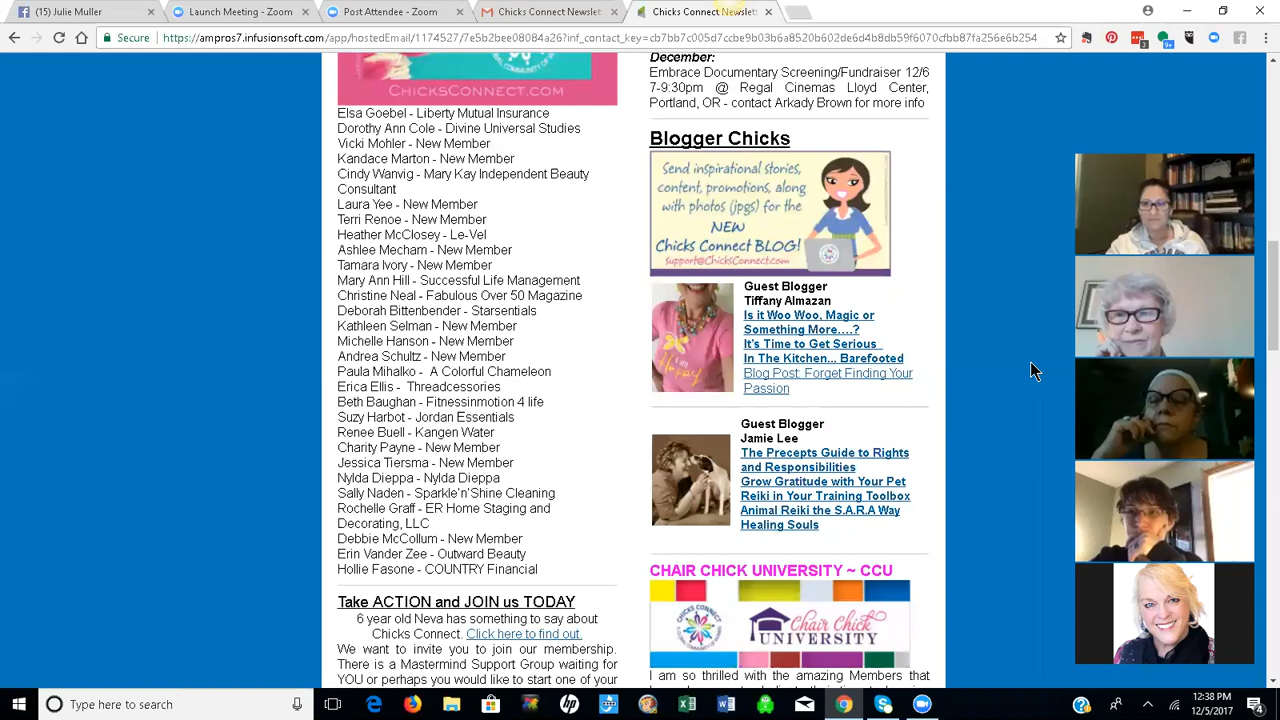 (f) Julie Muller
Launch Meeting - Zoom
Post Attendee - Zoom
Chicks Connect Newslet
Chicks Connect Newslett
Secure
https://ampros7.infusionsoft.com/app/hostedEmail/1174527/7e5b2bee08084a26?inf_contact_key=cb7bb7c005d7ccbe9b03b6a8520b602de6d4b8db59f6070cfbb87fa256e6b254
CHICKSCONNECT.COM
Elsa Goebel - Liberty Mutual Insurance
Dorothy Ann Cole - Divine Universal Studies
Vicki Mohler - New Member
Kandace Marton - New Member
Cindy Wanvig - Mary Kay Independent Beauty
Consultant
Laura Yee - New Member
Terri Renoe - New Member
Heather McClosey - Le-Vel
Ashlee Mecham - New Member
Tamara Ivory - New Member
Mary Ann Hill - Successful Life Management
Christine Neal - Fabulous Over 50 Magazine
Deborah Bittenbender - Starsentials
Kathleen Selman - New Member
Michelle Hanson - New Member
Andrea Schultz - New Member
Paula Mihalko - A Colorful Chameleon
Erica Ellis - Threadcessories
Beth Baughan - Fitnessinmotion 4 life
Suzy Harbot - Jordan Essentials
Renee Buell - Kangen Water
Charity Payne - New Member
Jessica Tiersma - New Member
Nylda Dieppa - Nylda Dieppa
Sally Naden - Sparkle'n'Shine Cleaning
Rochelle Graff - ER Home Staging and
Decorating, LLC
Debbie McCollum - New Member
Erin Vander Zee - Outward Beauty
Hollie Fasone - COUNTRY Financial
Take ACTION and JOIN us TODAY
6 year old Neva has something to say about
Chicks Connect. Click here to find out.
We want to invite you to join our membership.
There is a Mastermind Support Group waiting for
YOU or perhaps you would like to start one of your
December:
Embrace Documentary Screening/Fundraiser 12/6
7-9:30pm @ Regal Cinemas Lloyd Center,
Portland, OR - contact Arkady Brown for more info
Blogger Chicks
Send inspirational stories,
content, promotions, along
with photos (jpgs) for the
NEW
Chicks Connect BLOG!
support@ChicksConnect.com
Guest Blogger
Tiffany Almazan
Is it Woo Woo, Magic or
Something More....?
It's Time to Get Serious
In The Kitchen... Barefooted
Blog Post: Forget Finding Your
Passion
Guest Blogger
Jamie Lee
The Precepts Guide to Rights
and Responsibilities
Grow Gratitude with Your Pet
Reiki in Your Training Toolbox
Animal Reiki the S.A.R.A Way
Healing Souls
CHAIR CHICK UNIVERSITY ~ CCU
CHICKS CONNECT
Chair Chick
UNIVERSITY
I am so thrilled with the amazing Members that
Type here to search
12:38 PM
12/5/2017